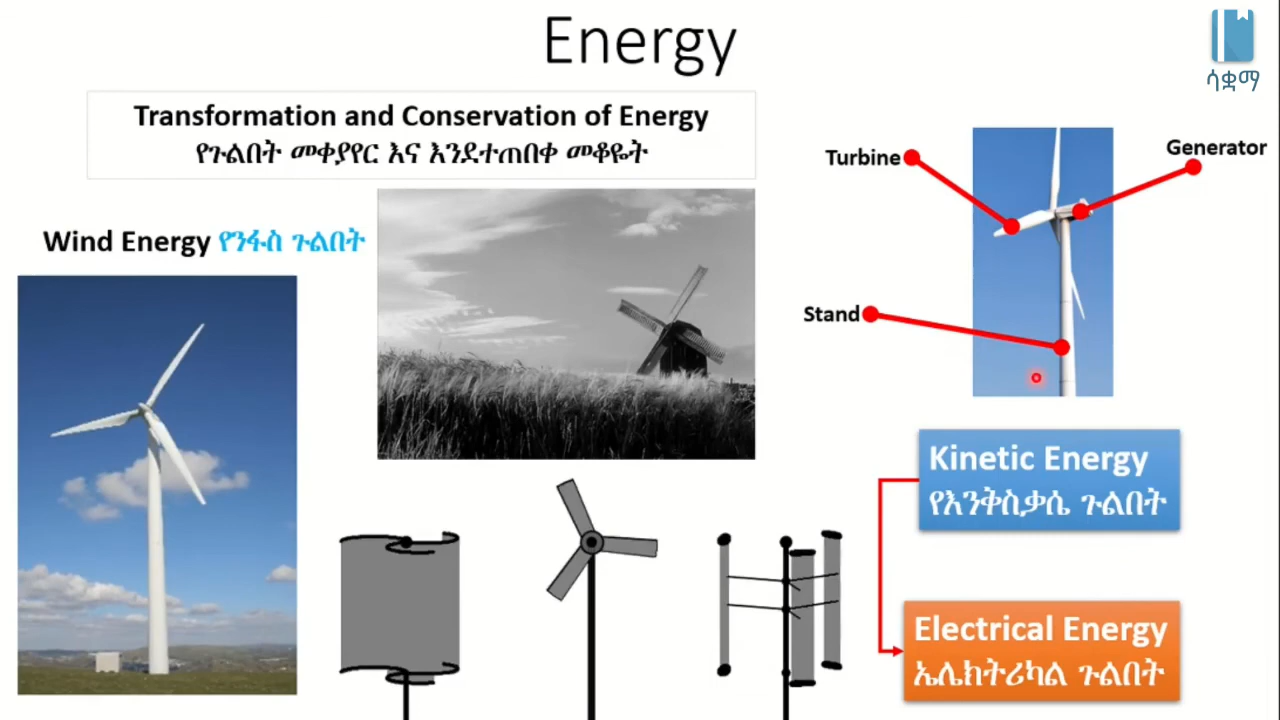 Energy
ሳቋማ
Transformation and Conservation of Energy
የጉልበት መቀያየር እና እንደተጠበቀ መቆዬት
Turbine
Generator
Wind Energy የንፋስ ጉልበት
Stand
Kinetic Energy
የእንቅስቃሴ ጉልበት
Electrical Energy
ኤሌክትሪካል ጉልበት